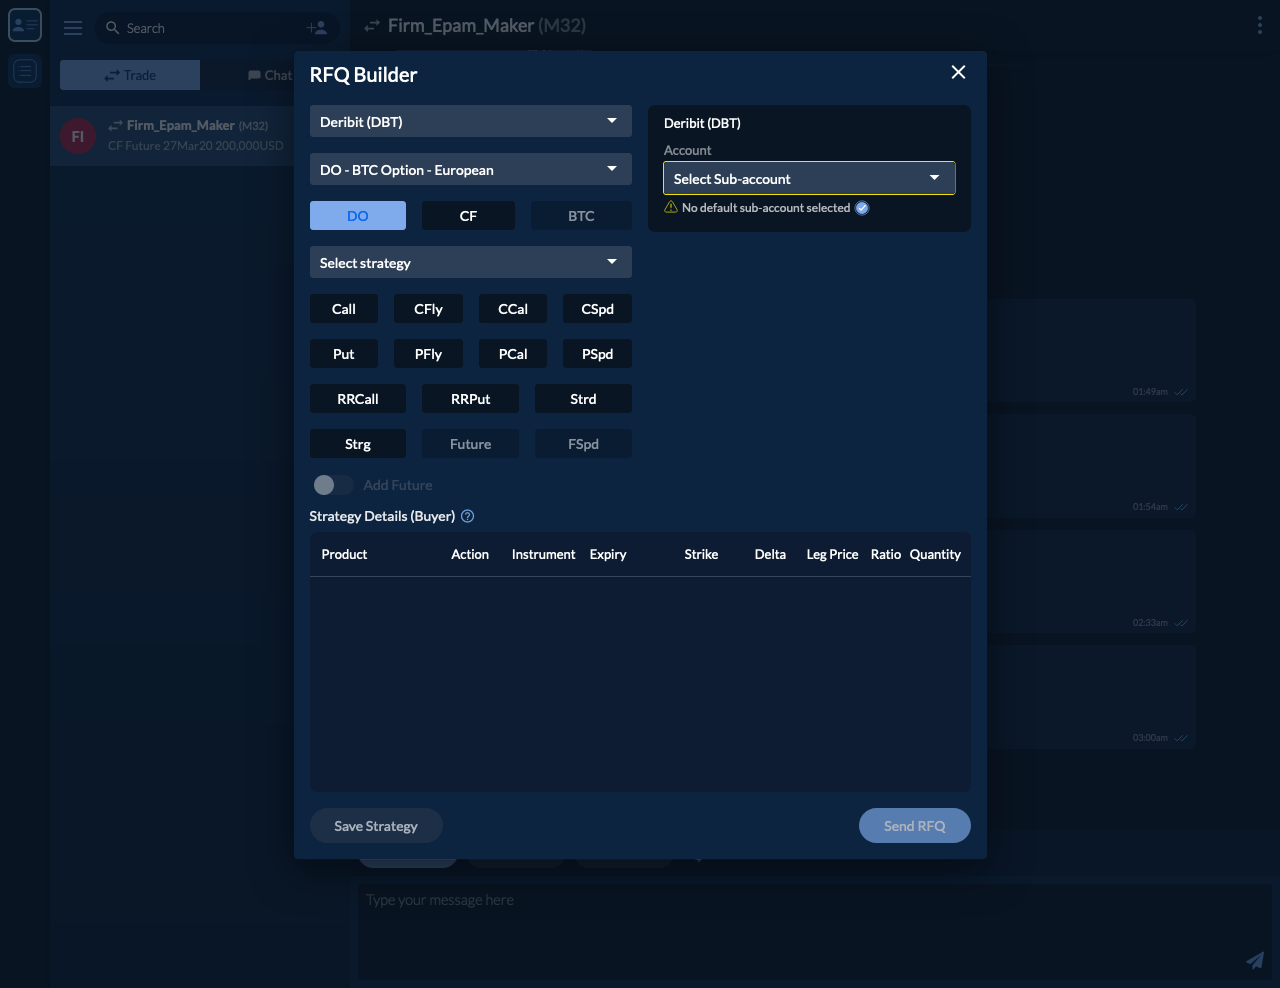 Search
Firm_Epam_Maker (M32)
Trade
Chat
FI
Firm_Epam_Maker (M32)
CF Future 27Mar20 200,000USD
RFQ Builder
Deribit (DBT)
DO - BTC Option - European
DO CF BTC
Select strategy
Call CFly CCal CSpd
Put PFly PCal PSpd
RRCall RRPut Strd
Strg Future FSpd
Add Future
Deribit (DBT)
Account
Select Sub-account
No default sub-account selected
Strategy Details (Buyer)
Product Action Instrument Expiry Strike Delta Leg Price Ratio Quantity
Save Strategy Send RFQ
01:49am
01:54am
02:33am
03:00am
Type your message here